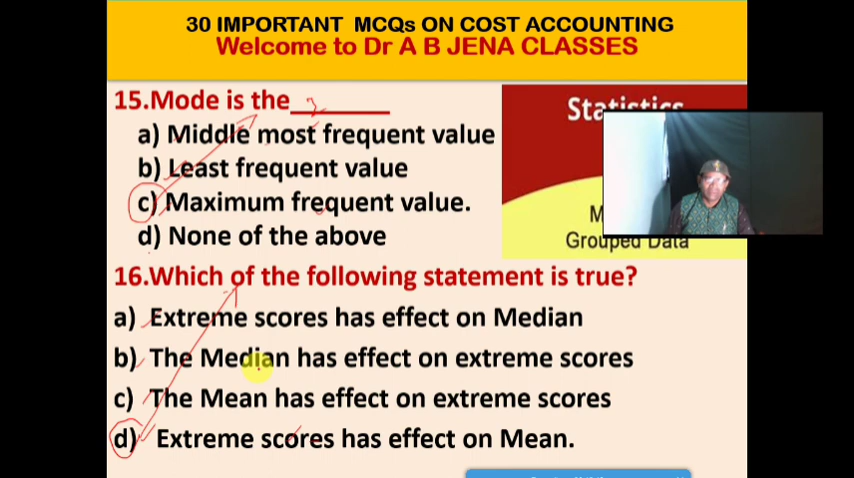 30 IMPORTANT MCQs ON COST ACCOUNTING
Welcome to Dr A B JENA CLASSES
15.Mode is the
a) Middle most frequent value
b) Least frequent value
c) Maximum frequent value.
d) None of the above
Statistics
Grouped Data
16.Which of the following statement is true?
a) Extreme scores has effect on Median
b) The Median has effect on extreme scores
c) The Mean has effect on extreme scores
d) Extreme scores has effect on Mean.